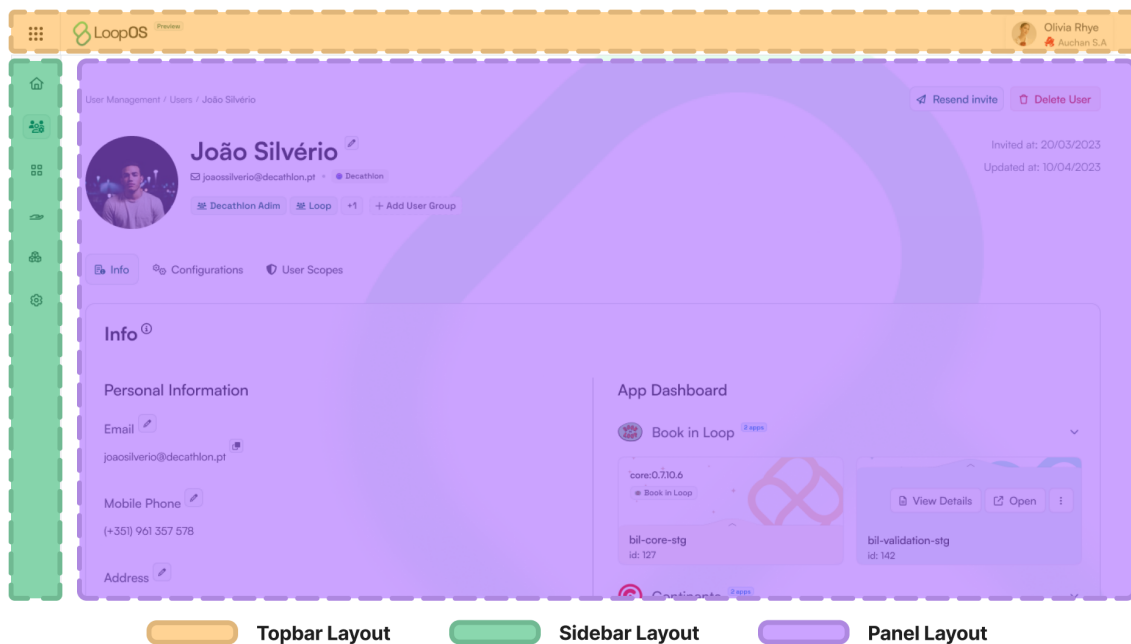 LoopOS Preview
Olivia Rhye
Auchan S.A
User Management / Users / João Silvério
Resend invite
Delete User
João Silvério
Invited at: 20/03/2023
joaossilverio@decathlon.pt • Decathlon
Updated at: 10/04/2023
Decathlon Adim Loop +1 + Add User Group
Info Configurations User Scopes
Info
Personal Information
Email
joaosilverio@decathlon.pt
Mobile Phone
(+351) 961 357 578
Address
App Dashboard
Book in Loop 2 apps
core:0.7.10.6
Book in Loop
bil-core-stg
id: 127
View Details Open
bil-validation-stg
id: 142
Continente 2 apps
Topbar Layout Sidebar Layout Panel Layout